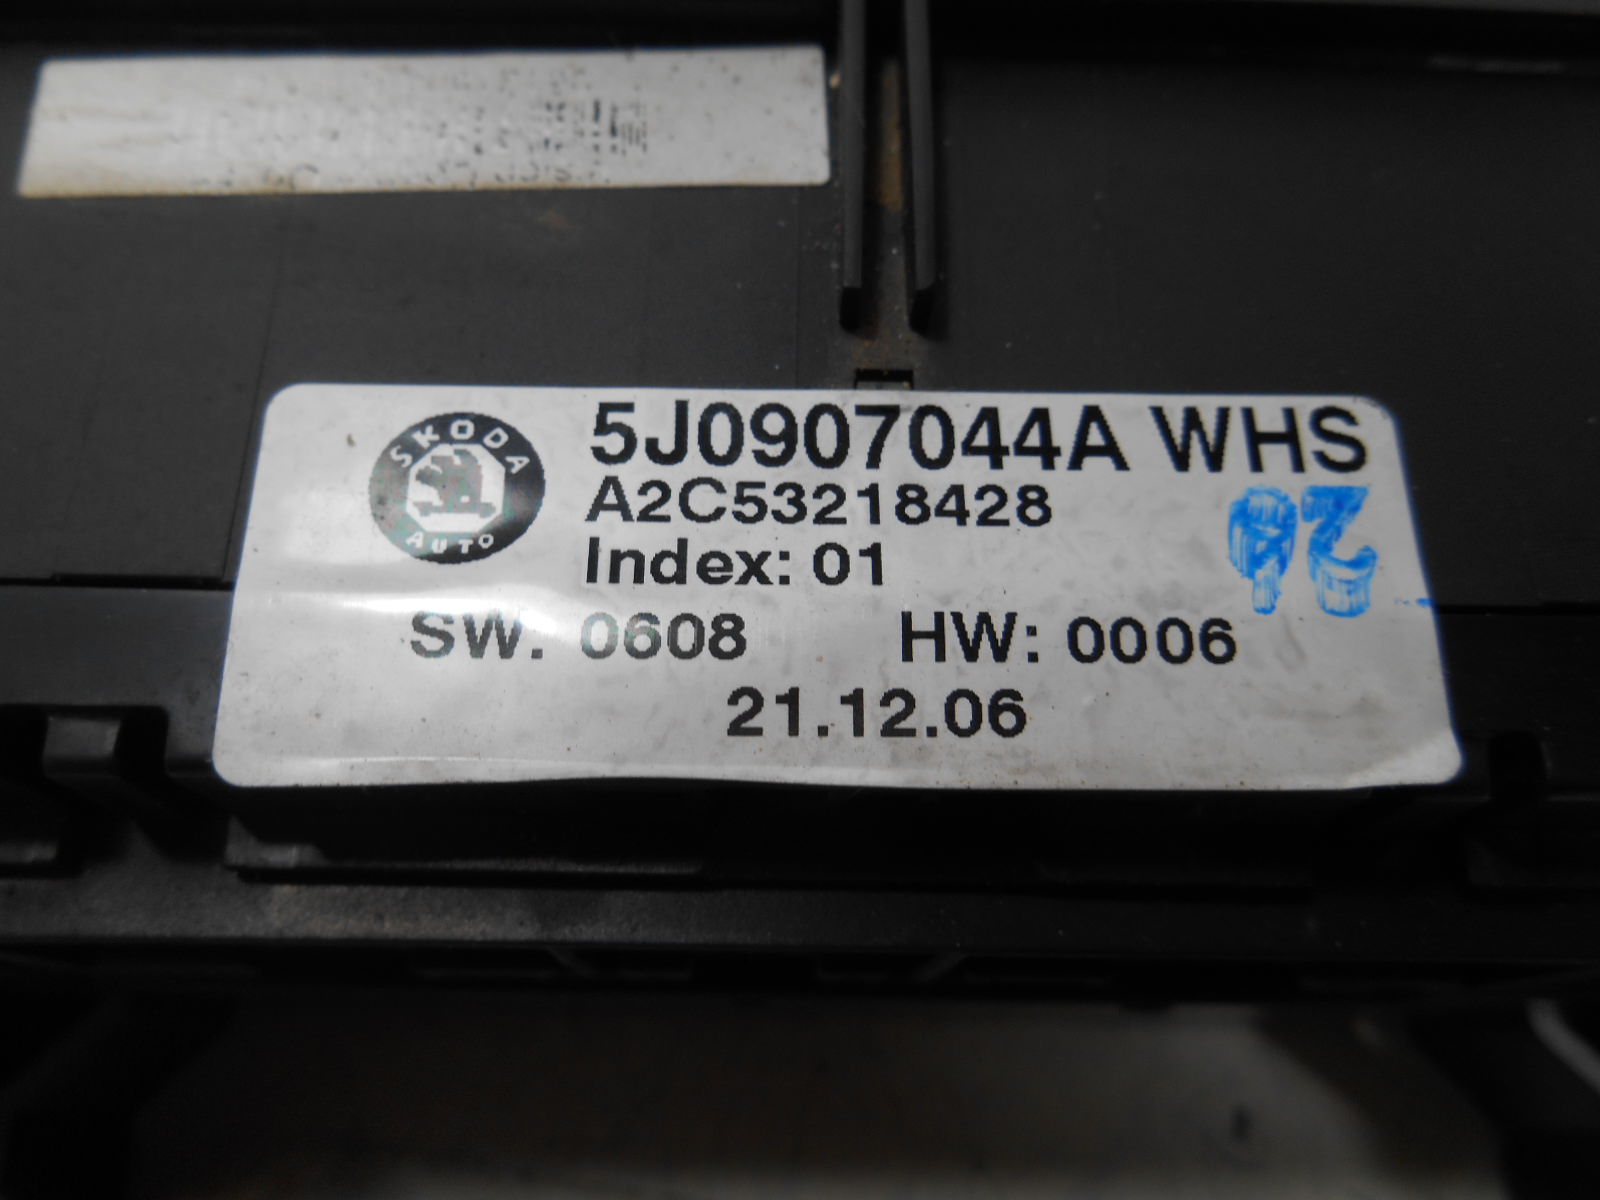 SKODA
AUTO
5J0907044A WHS
A2C53218428
Index: 01
SW. 0608 HW: 0006
21.12.06